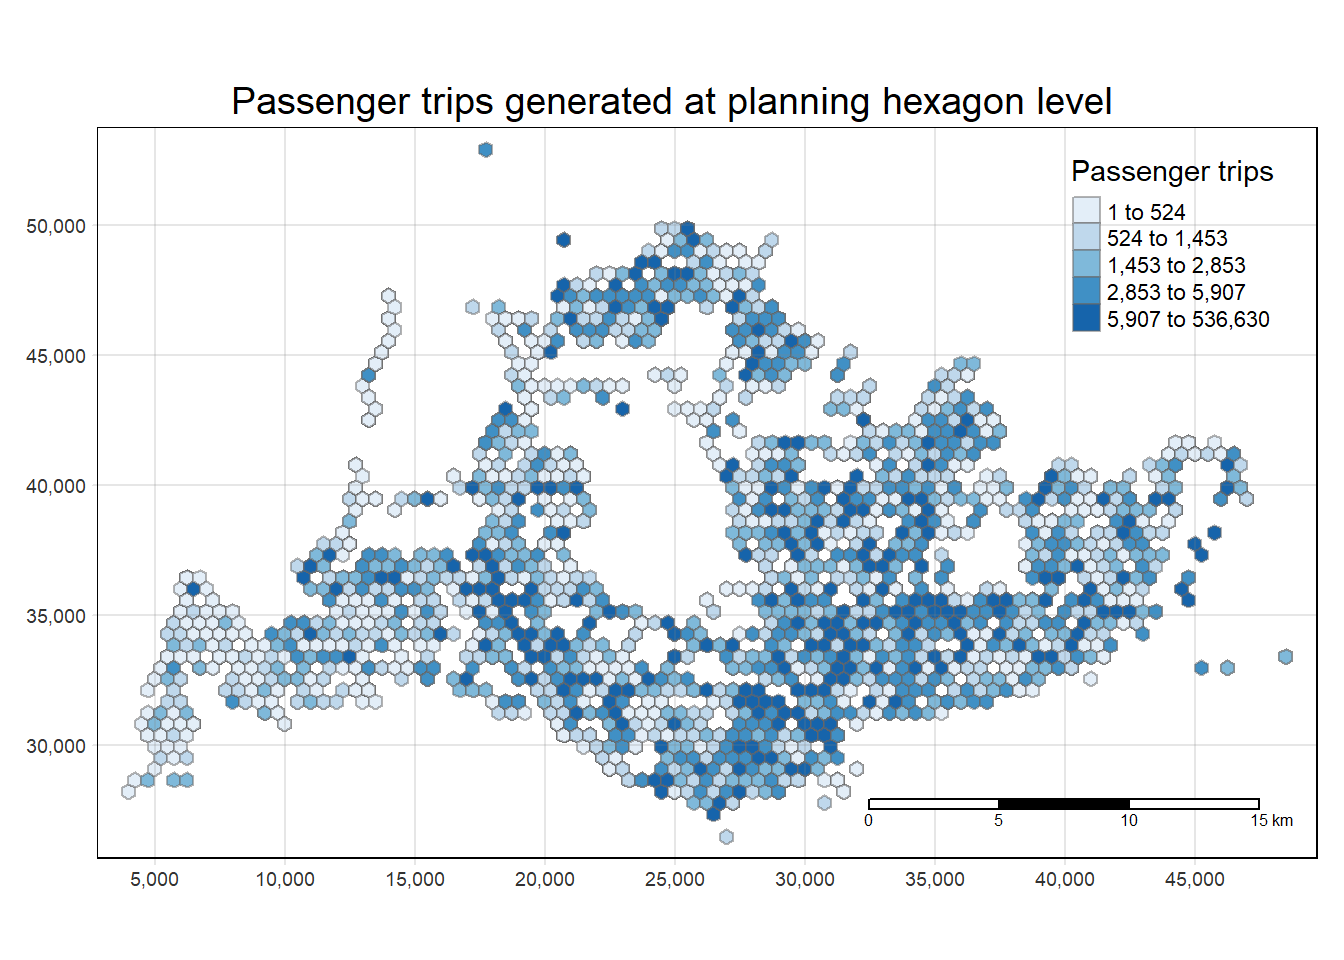 Passenger trips generated at planning hexagon level
Passenger trips
1 to 524
524 to 1,453
1,453 to 2,853
2,853 to 5,907
5,907 to 536,630
50,000
45,000
40,000
35,000
30,000
0 5 10 15 km
5,000 10,000 15,000 20,000 25,000 30,000 35,000 40,000 45,000